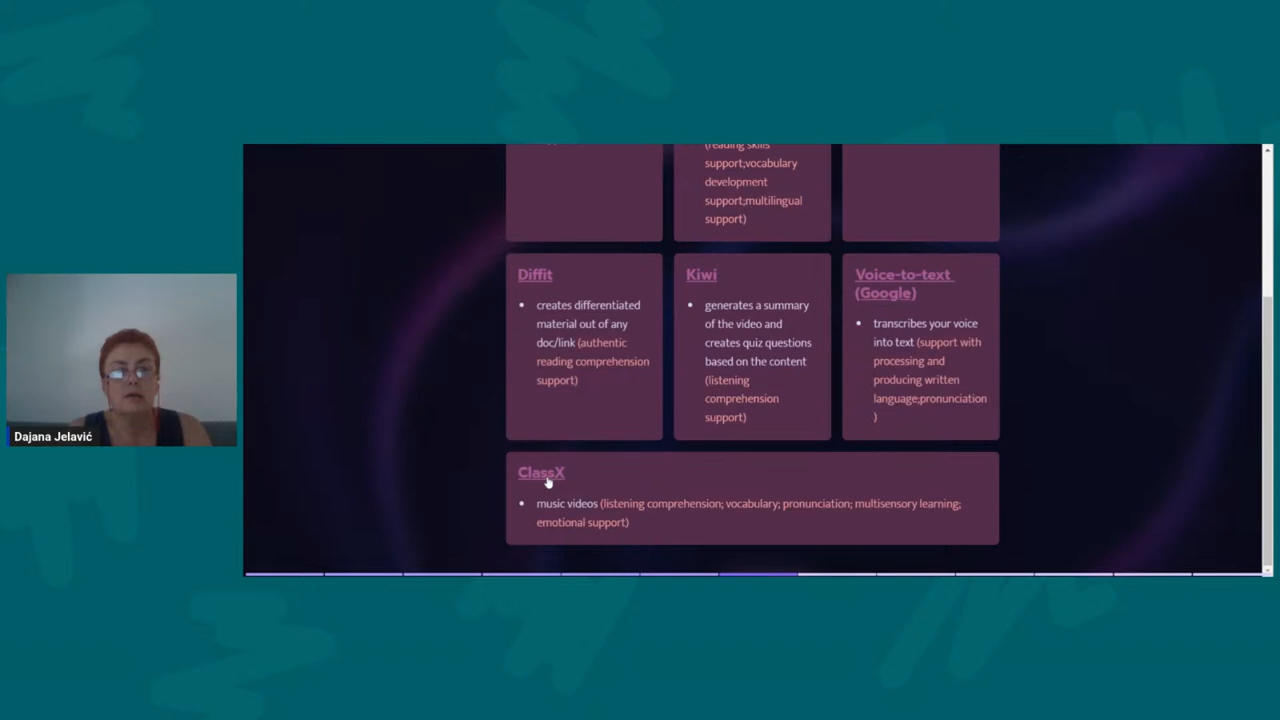 (reading skills
support;vocabulary
development
support;multilingual
support)
Diffit
creates differentiated
material out of any
doc/link (authentic
reading comprehension
support)
Kiwi
generates a summary
of the video and
creates quiz questions
based on the content
(listening
comprehension
support)
Voice-to-text
(Google)
transcribes your voice
into text (support with
processing and
producing written
language;pronunciation
)
ClassX
music videos (listening comprehension; vocabulary; pronunciation; multisensory learning;
emotional support)
Dajana Jelavić